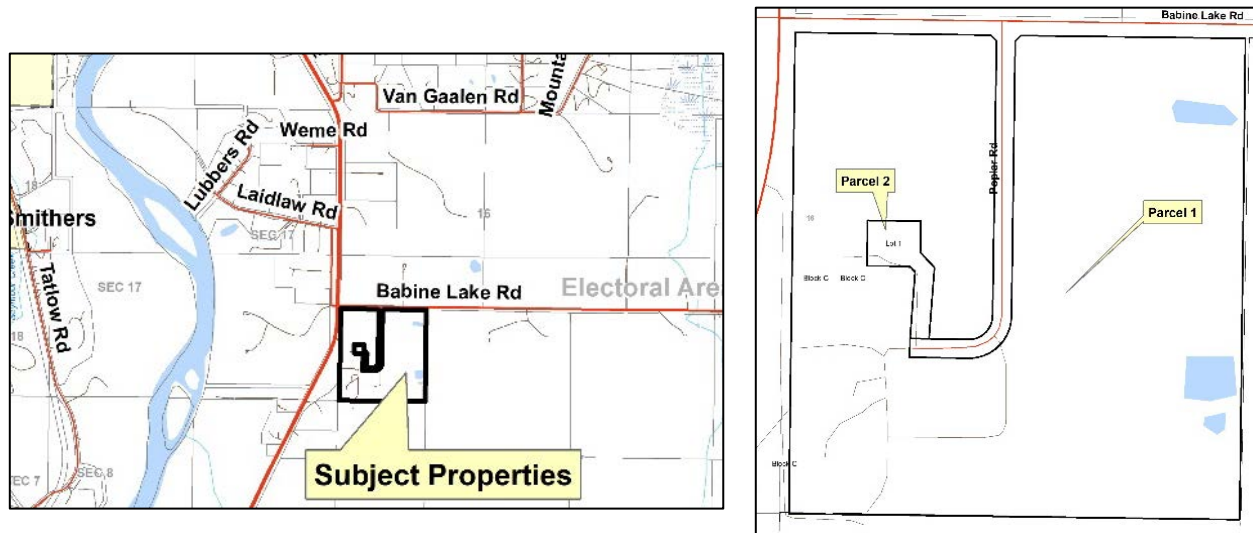 Van Gaalen Rd
Mounta
Weme Rd
Lubbers Rd
Laidlaw Rd
18
Smithers
16
SEC 17
SEC 17
Tatlow Rd
18
Babine Lake Rd
Electoral Are
SEC 8
EC 7
Subject Properties
Babine Lake Rd
Poplar Rd
Parcel 2
Parcel 1
16
Lot 1
Block C
Block C
Block C